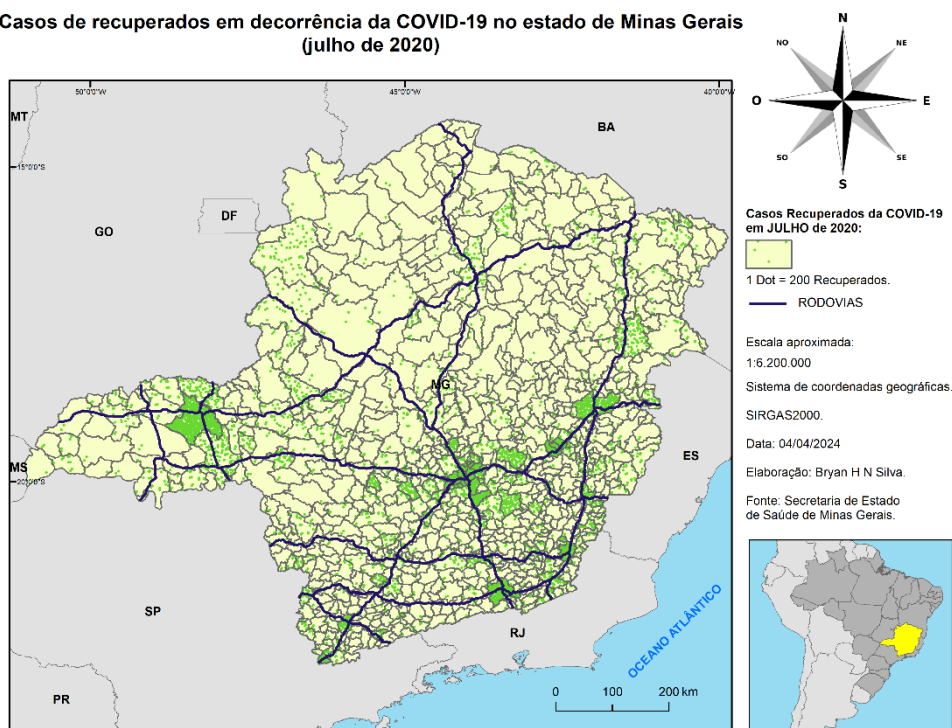 Casos de recuperados em decorrência da COVID-19 no estado de Minas Gerais
(julho de 2020)
N
NO
NE
O
E
SO
SE
S
50°0'0"W
45°0'0"W
40°0'0"W
MT
BA
15°0'0"S
DF
GO
MG
MS
20°0'0"S
ES
SP
RJ
PR
OCEANO ATLÂNTICO
0 100 200 km
Casos Recuperados da COVID-19
em JULHO de 2020:
1 Dot = 200 Recuperados.
RODOVIAS
Escala aproximada:
1:6.200.000
Sistema de coordenadas geográficas.
SIRGAS2000.
Data: 04/04/2024
Elaboração: Bryan H N Silva.
Fonte: Secretaria de Estado
de Saúde de Minas Gerais.